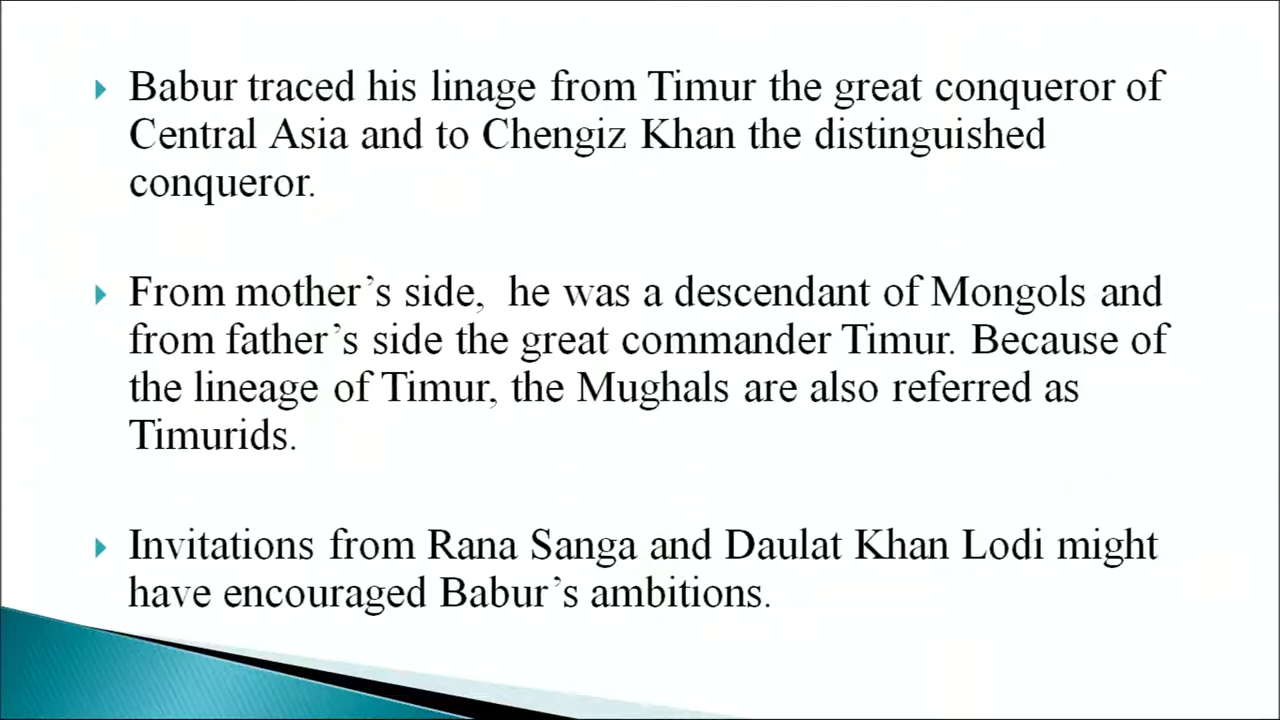 Babur traced his linage from Timur the great conqueror of
Central Asia and to Chengiz Khan the distinguished
conqueror.
From mother’s side,  he was a descendant of Mongols and
from father’s side the great commander Timur. Because of
the lineage of Timur, the Mughals are also referred as
Timurids.
Invitations from Rana Sanga and Daulat Khan Lodi might
have encouraged Babur’s ambitions.